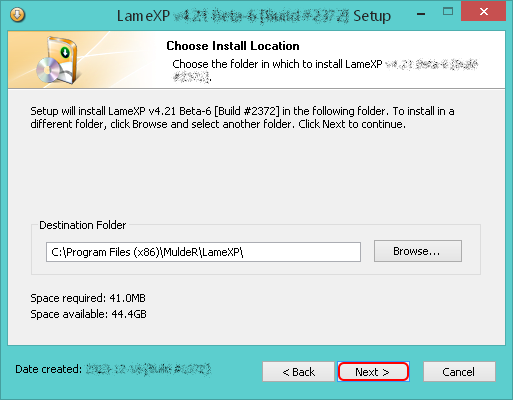 LameXP v4.21 Beta-6 [Build #2372] Setup
Choose Install Location
Choose the folder in which to install LameXP v4.21 Beta-6 [Build #2372].
Setup will install LameXP v4.21 Beta-6 [Build #2372] in the following folder. To install in a
different folder, click Browse and select another folder. Click Next to continue.
Destination Folder
C:\Program Files (x86)\MuldeR\LameXP\
Browse...
Space required: 41.0MB
Space available: 44.4GB
Date created:
< Back
Next >
Cancel